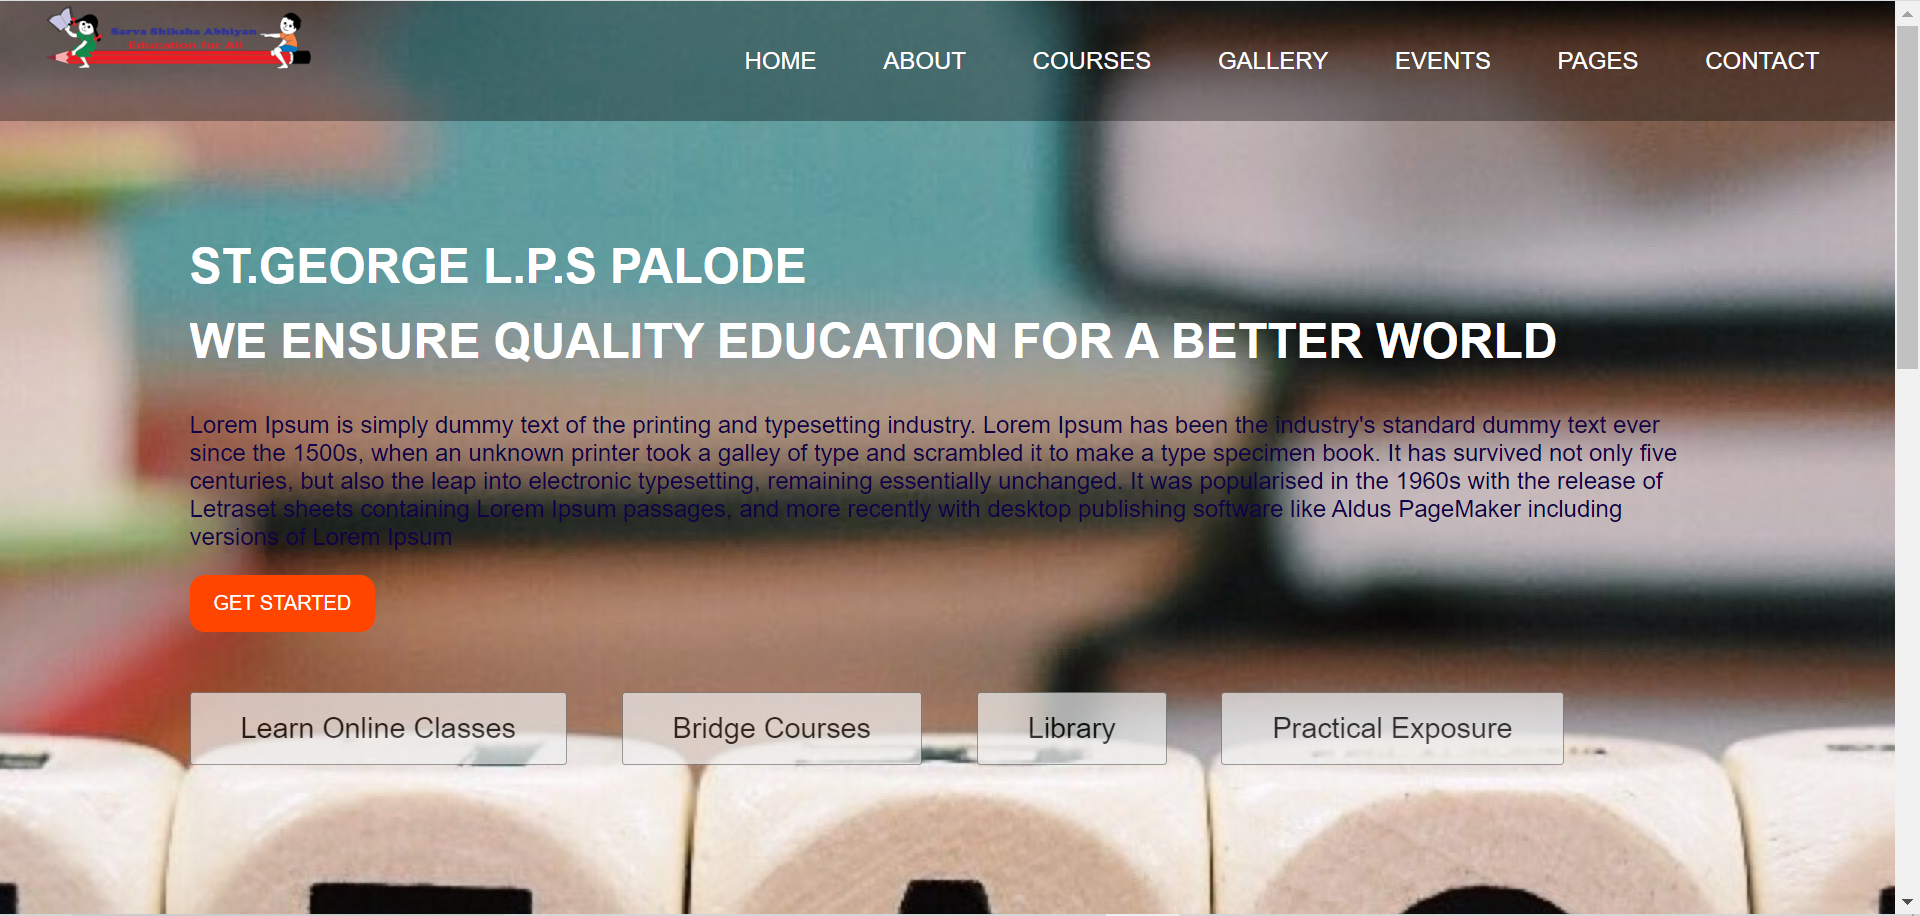 Sarva Shiksha Abhiyan
Education for All
HOME ABOUT COURSES GALLERY EVENTS PAGES CONTACT
ST.GEORGE L.P.S PALODE
WE ENSURE QUALITY EDUCATION FOR A BETTER WORLD
Lorem Ipsum is simply dummy text of the printing and typesetting industry. Lorem Ipsum has been the industry's standard dummy text ever
since the 1500s, when an unknown printer took a galley of type and scrambled it to make a type specimen book. It has survived not only five
centuries, but also the leap into electronic typesetting, remaining essentially unchanged. It was popularised in the 1960s with the release of
Letraset sheets containing Lorem Ipsum passages, and more recently with desktop publishing software like Aldus PageMaker including
versions of Lorem Ipsum
GET STARTED
Learn Online Classes Bridge Courses Library Practical Exposure